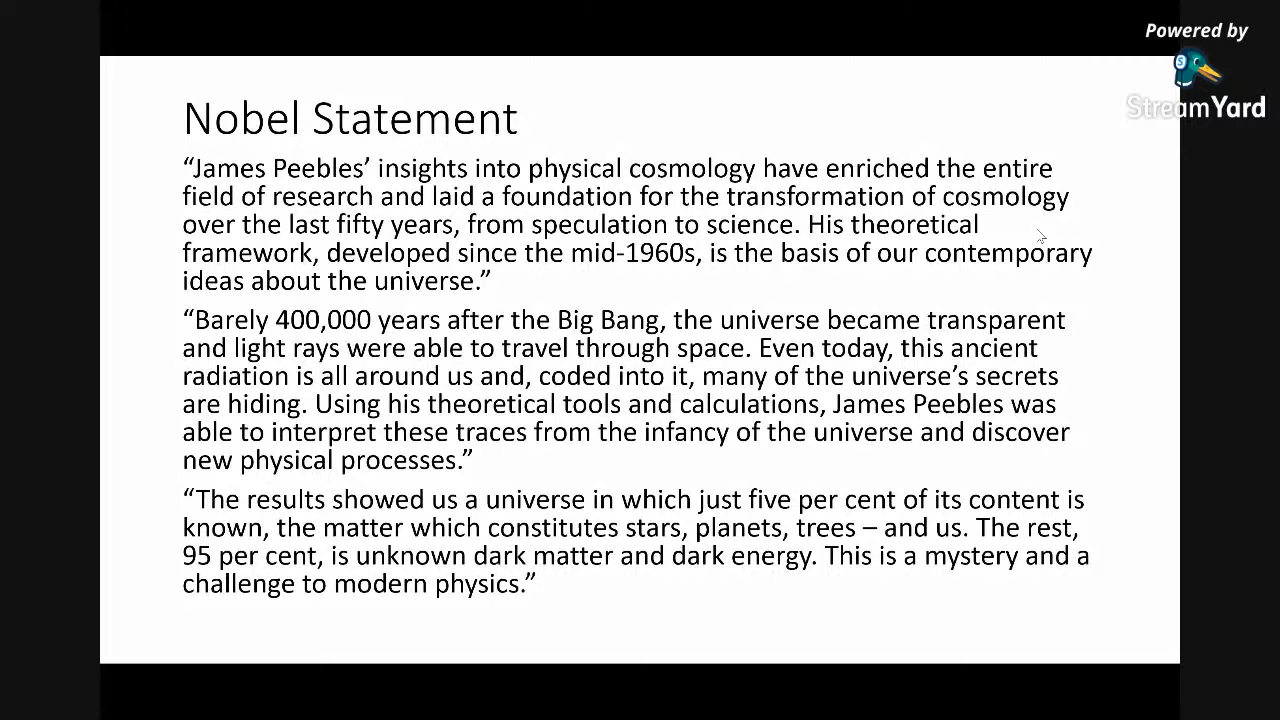 Powered by
StreamYard
Nobel Statement
“James Peebles’ insights into physical cosmology have enriched the entire
field of research and laid a foundation for the transformation of cosmology
over the last fifty years, from speculation to science. His theoretical
framework, developed since the mid-1960s, is the basis of our contemporary
ideas about the universe.”
“Barely 400,000 years after the Big Bang, the universe became transparent
and light rays were able to travel through space. Even today, this ancient
radiation is all around us and, coded into it, many of the universe’s secrets
are hiding. Using his theoretical tools and calculations, James Peebles was
able to interpret these traces from the infancy of the universe and discover
new physical processes.”
“The results showed us a universe in which just five per cent of its content is
known, the matter which constitutes stars, planets, trees – and us. The rest,
95 per cent, is unknown dark matter and dark energy. This is a mystery and a
challenge to modern physics.”